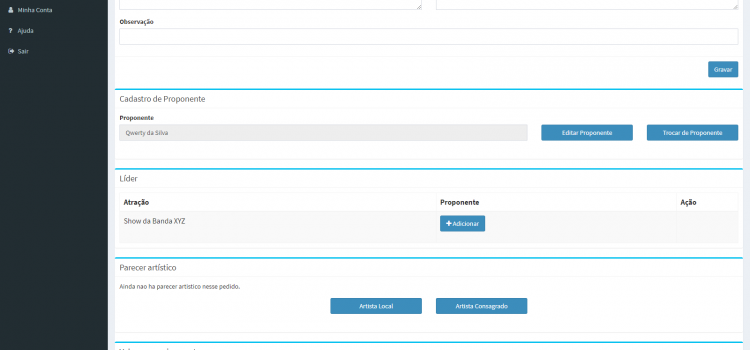 Minha Conta
Ajuda
Sair
Observação
Gravar
Cadastro de Proponente
Proponente
Qwerty da Silva
Editar Proponente
Trocar de Proponente
Líder
Atração Proponente Ação
Show da Banda XYZ
+ Adicionar
Parecer artístico
Ainda nao ha parecer artistico nesse pedido.
Artista Local
Artista Consagrado